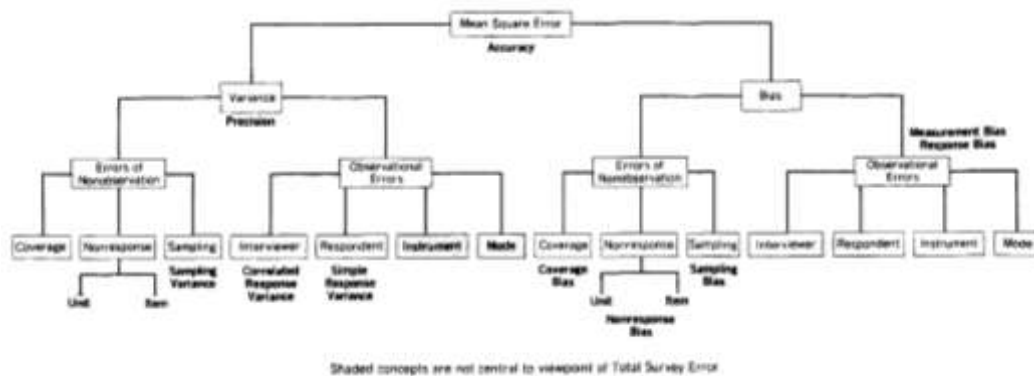 Mean Square Error
Accuracy
Variance
Precision
Bias
Errors of
Nonobservation
Observational
Errors
Errors of
Nonobservation
Measurement Bias
Response Bias
Observational
Errors
Coverage
Nonresponse
Sampling
Sampling
Variance
Unit
Item
Interviewer
Correlated
Response
Variance
Respondent
Simple
Response
Variance
Instrument
Mode
Coverage
Coverage
Bias
Nonresponse
Unit
Item
Nonresponse
Bias
Sampling
Sampling
Bias
Interviewer
Respondent
Instrument
Mode
Shaded concepts are not central to viewpoint of Total Survey Error